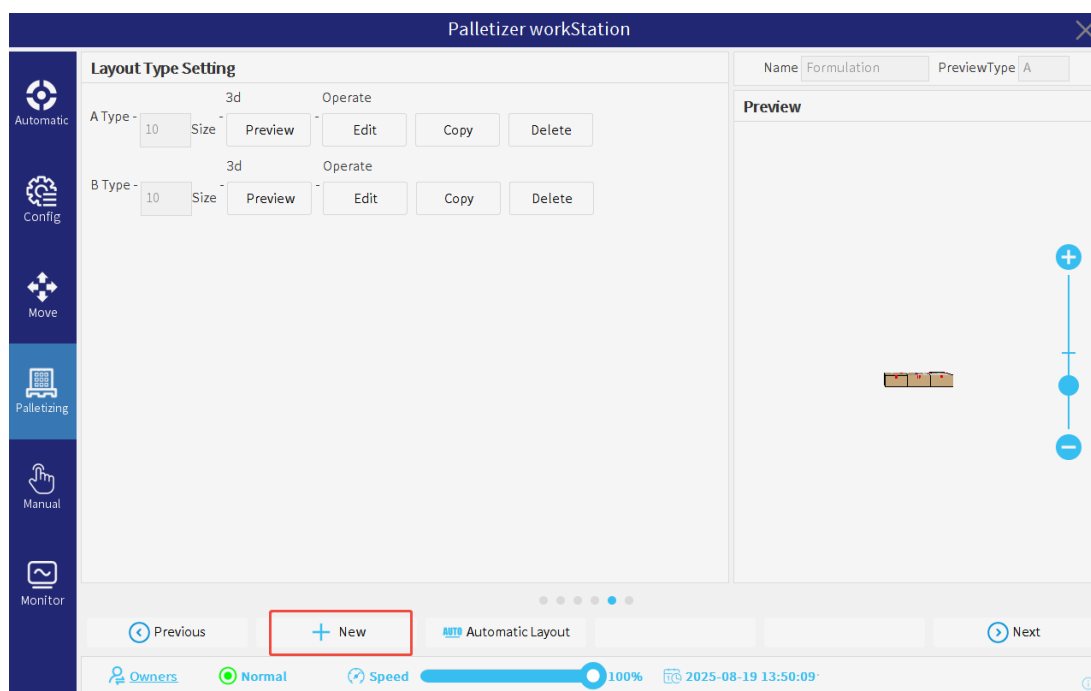 Palletizer workStation
Automatic
Config
Move
Palletizing
Manual
Monitor
Layout Type Setting
3d Operate
A Type - 10 Size - Preview - Edit Copy Delete
3d Operate
B Type - 10 Size - Preview - Edit Copy Delete
Name Formulation PreviewType A
Preview
Previous New AUTO Automatic Layout Next
Owners Normal Speed 100% 2025-08-19 13:50:09